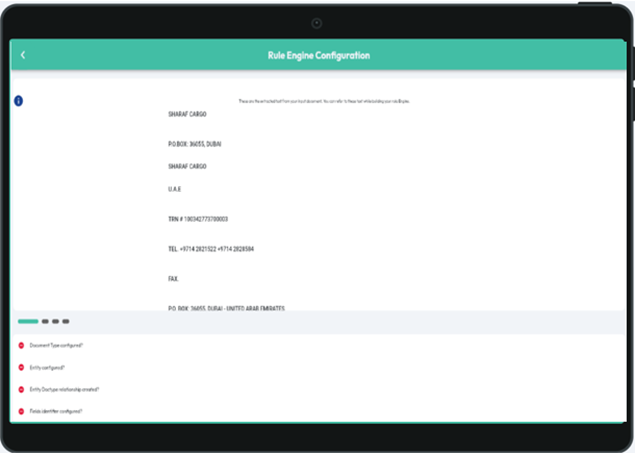 Rule Engine Configuration
These are the extracted text from your input document. You can refer to these text while building your rule Engine.
SHARAF CARGO
P.O.BOX: 36055, DUBAI
SHARAF CARGO
U.A.E
TRN #
TEL. +9714 2821522 +9714 2828584
FAX.
P.O. BOX: 36055, DUBAI - UNITED ARAB EMIRATES
Document Type configured?
Entity configured?
Entity Doctype relationship created?
Fields identifier configured?